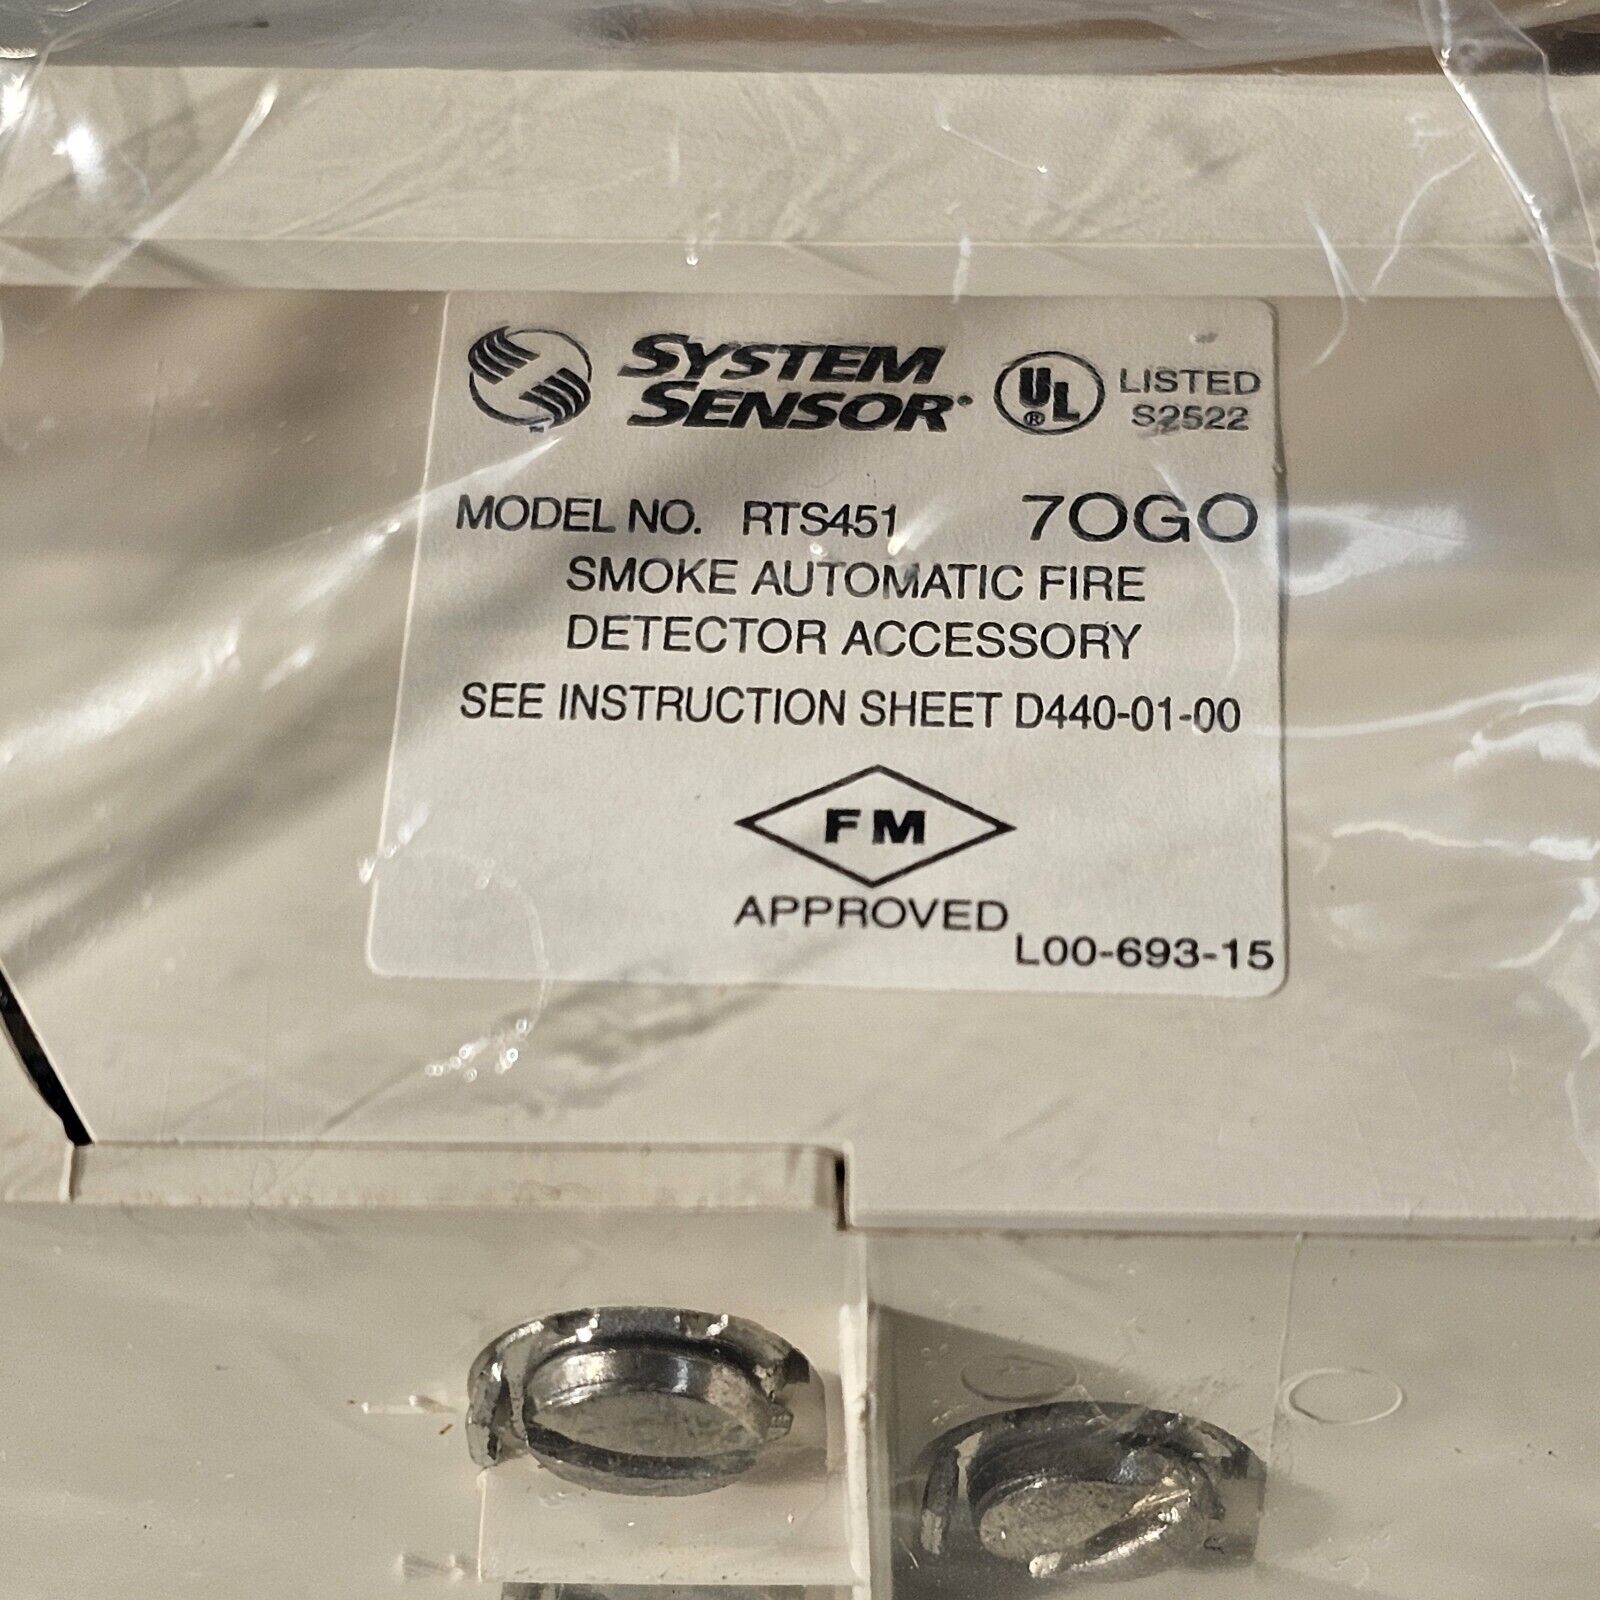 SYSTEM
SENSOR®
UL® LISTED
S2522
MODEL NO. RTS451 7OGO
SMOKE AUTOMATIC FIRE
DETECTOR ACCESSORY
SEE INSTRUCTION SHEET D440-01-00
FM
APPROVED
L00-693-15